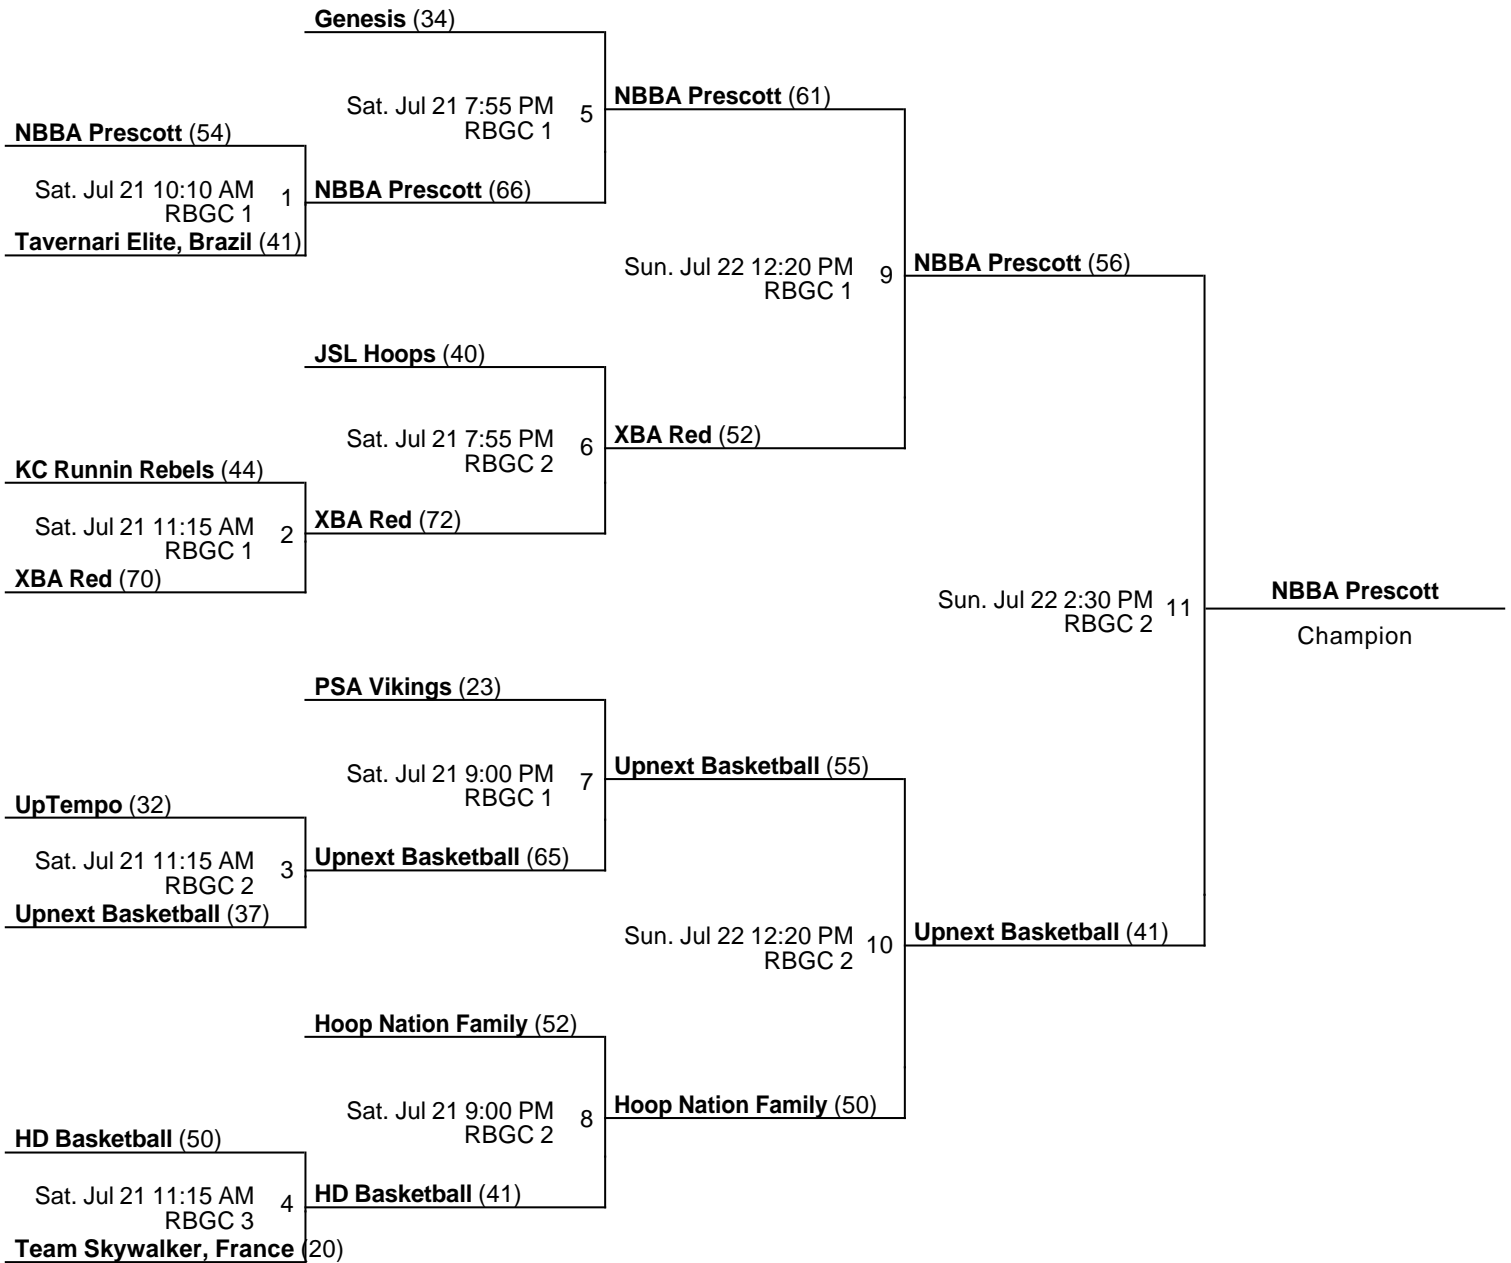 Genesis (34)
Sat. Jul 21 7:55 PM
RBGC 1
5
NBBA Prescott (61)
NBBA Prescott (54)
Sat. Jul 21 10:10 AM
RBGC 1
1
NBBA Prescott (66)
Tavernari Elite, Brazil (41)
Sun. Jul 22 12:20 PM
RBGC 1
9
NBBA Prescott (56)
JSL Hoops (40)
Sat. Jul 21 7:55 PM
RBGC 2
6
XBA Red (52)
KC Runnin Rebels (44)
Sat. Jul 21 11:15 AM
RBGC 1
2
XBA Red (72)
XBA Red (70)
Sun. Jul 22 2:30 PM
RBGC 2
11
NBBA Prescott
Champion
PSA Vikings (23)
Sat. Jul 21 9:00 PM
RBGC 1
7
Upnext Basketball (55)
UpTempo (32)
Sat. Jul 21 11:15 AM
RBGC 2
3
Upnext Basketball (65)
Upnext Basketball (37)
Sun. Jul 22 12:20 PM
RBGC 2
10
Upnext Basketball (41)
Hoop Nation Family (52)
Sat. Jul 21 9:00 PM
RBGC 2
8
Hoop Nation Family (50)
HD Basketball (50)
Sat. Jul 21 11:15 AM
RBGC 3
4
HD Basketball (41)
Team Skywalker, France (20)